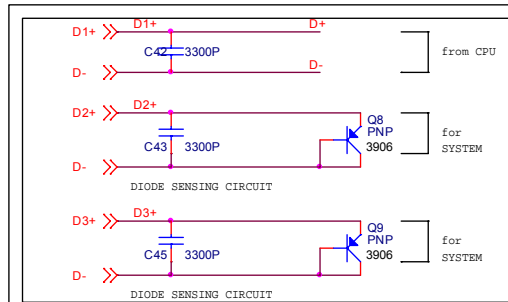 D1+ D1+ D+
C42 3300P
from CPU
D- D-
D2+ D2+
Q8
PNP
3906
C43 3300P
for
SYSTEM
D-
DIODE SENSING CIRCUIT
D3+ D3+
Q9
PNP
3906
C45 3300P
for
SYSTEM
D-
DIODE SENSING CIRCUIT